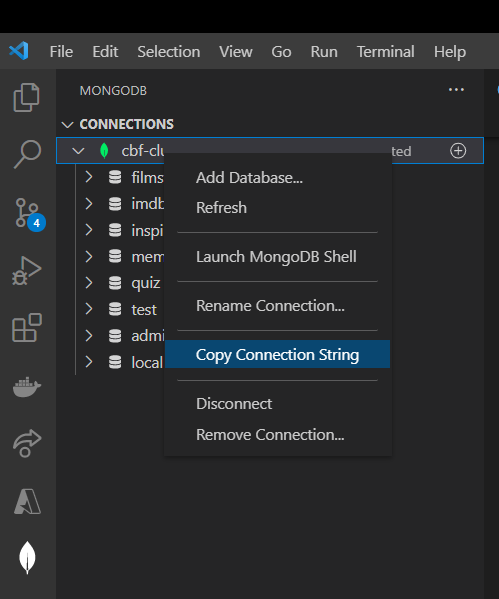 File Edit Selection View Go Run Terminal Help
MONGODB
CONNECTIONS
cbf-clu
ted
films
imdb
inspi
mem
quiz
test
admi
local
4
Add Database...
Refresh
Launch MongoDB Shell
Rename Connection...
Copy Connection String
Disconnect
Remove Connection...